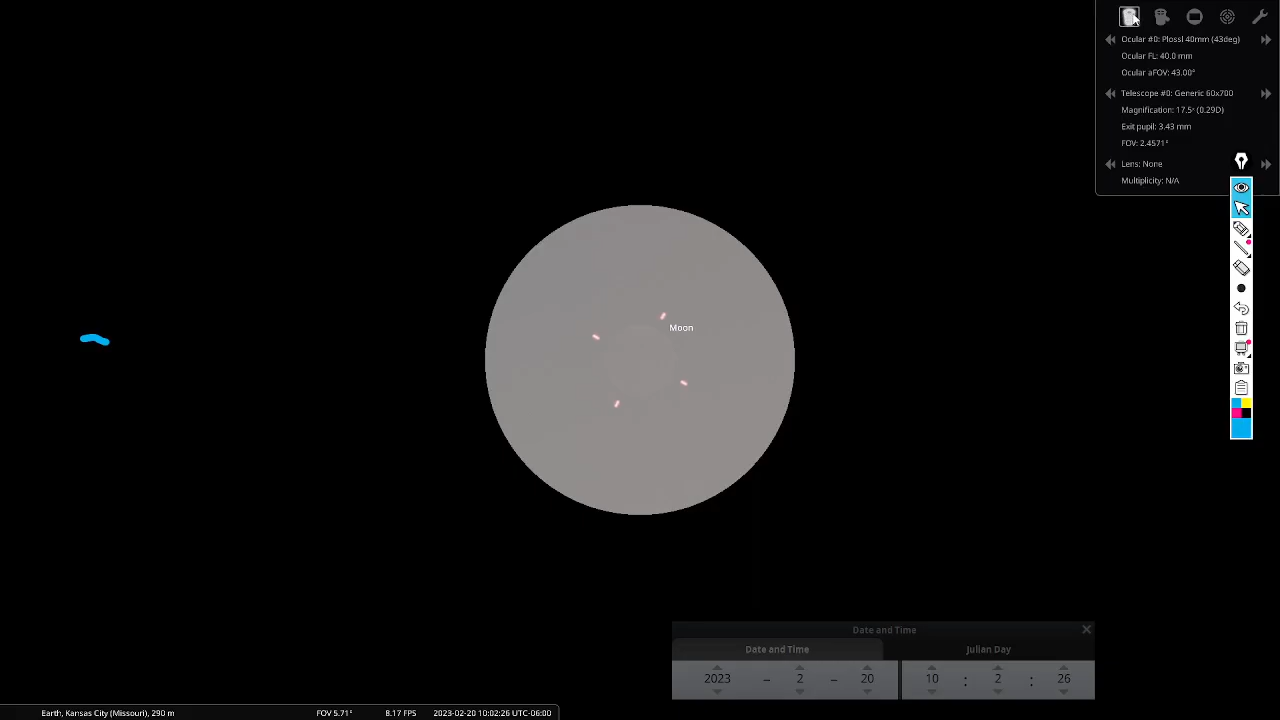 Ocular #0: Plossl 40mm (43deg)
Ocular FL: 40.0 mm
Ocular aFOV: 43.00°
Telescope #0: Generic 60x700
Magnification: 17.5× (0.29D)
Exit pupil: 3.43 mm
FOV: 2.4571°
Lens: None
Multiplicity: N/A
Moon
Date and Time
Date and Time Julian Day
2023 – 2 – 20 10 : 2 : 26
Earth, Kansas City (Missouri), 290 m FOV 5.71° 8.17 FPS 2023-02-20 10:02:26 UTC-06:00